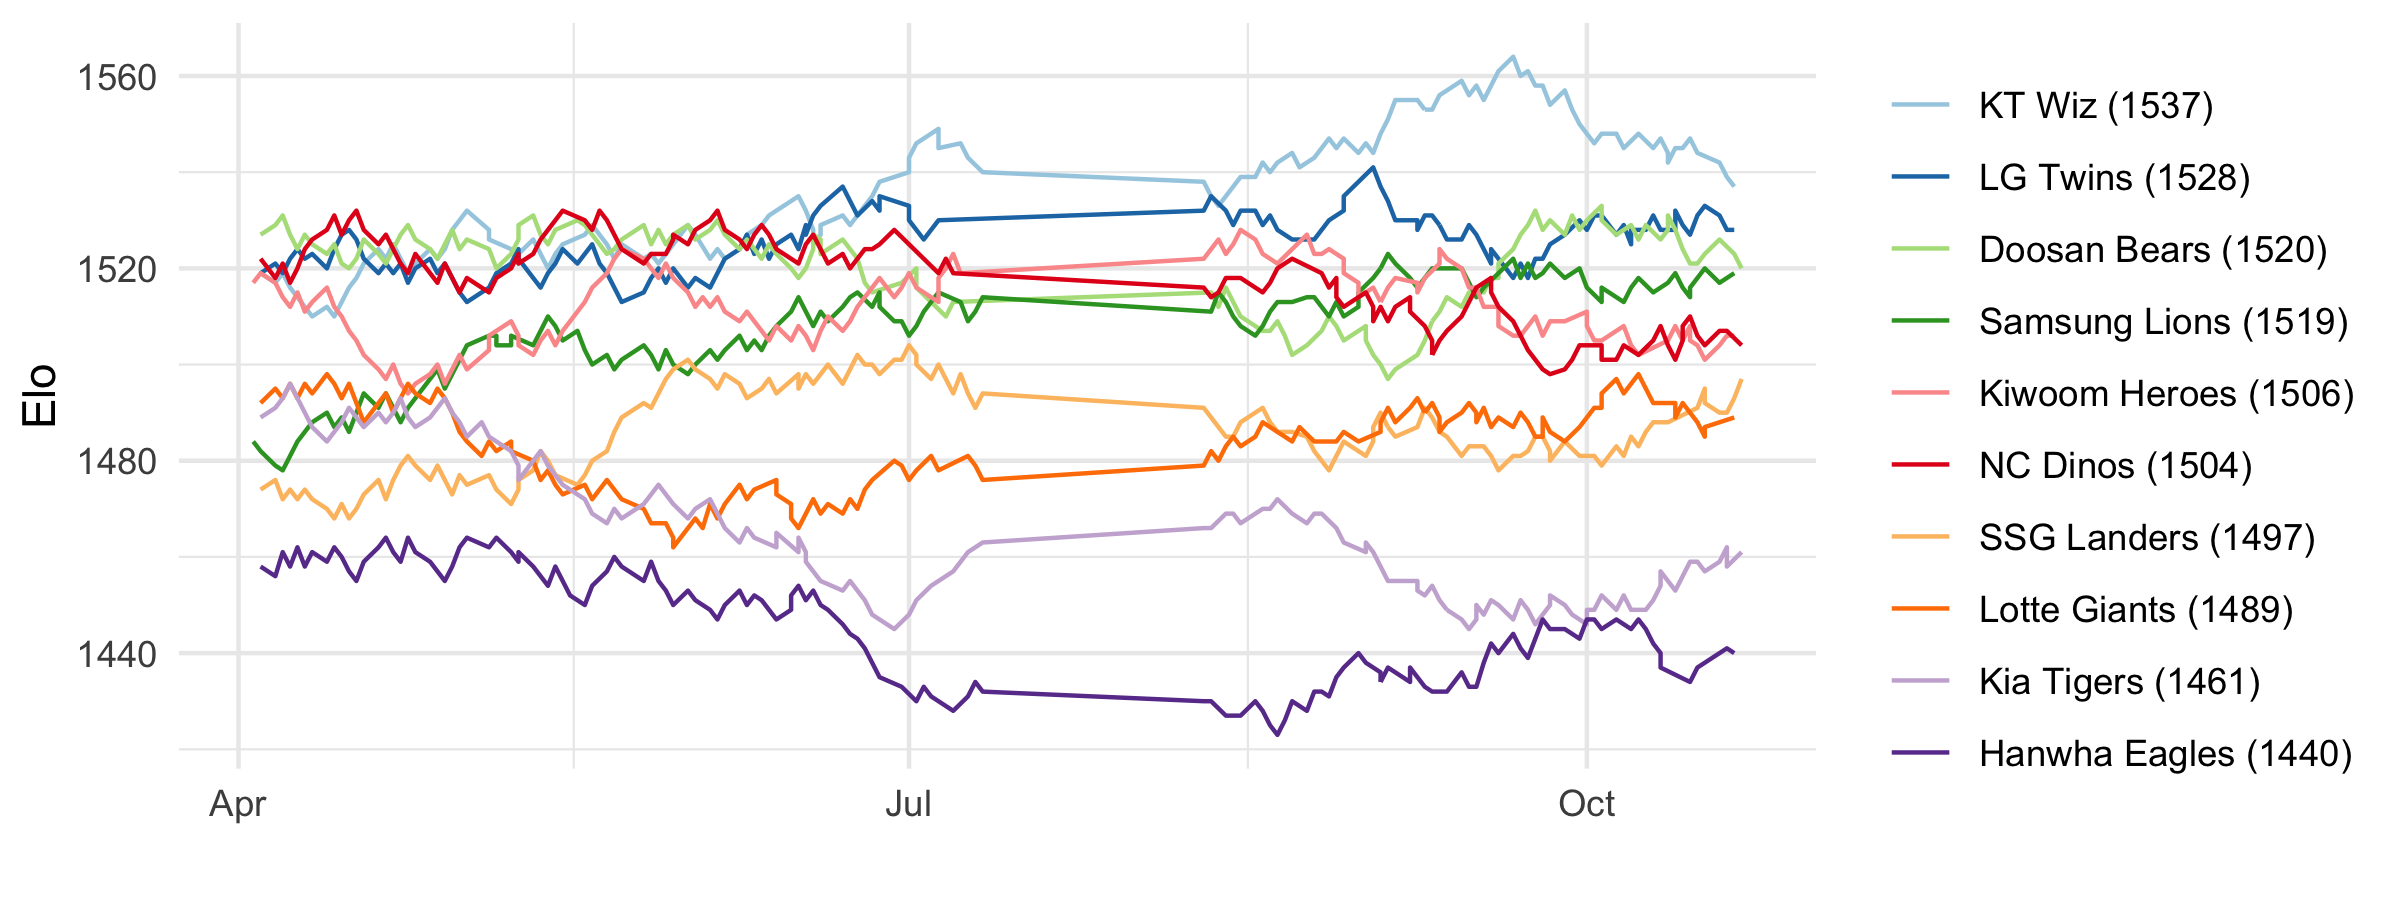 1560
1520
1480
1440
Elo
Apr
Jul
Oct
KT Wiz (1537)
LG Twins (1528)
Doosan Bears (1520)
Samsung Lions (1519)
Kiwoom Heroes (1506)
NC Dinos (1504)
SSG Landers (1497)
Lotte Giants (1489)
Kia Tigers (1461)
Hanwha Eagles (1440)